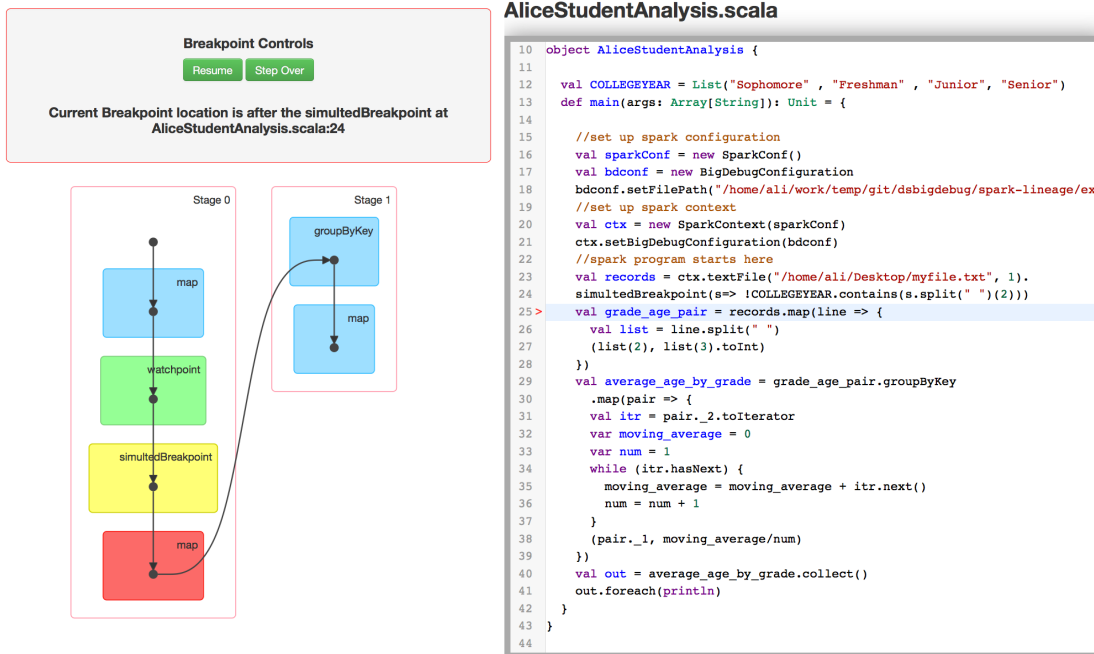 Breakpoint Controls
Resume
Step Over
Current Breakpoint location is after the simultedBreakpoint at
AliceStudentAnalysis.scala:24
Stage 0
map
watchpoint
simultedBreakpoint
map
Stage 1
groupByKey
map
AliceStudentAnalysis.scala
10 object AliceStudentAnalysis {
11
12   val COLLEGEYEAR = List("Sophomore" , "Freshman" , "Junior", "Senior")
13   def main(args: Array[String]): Unit = {
14
15     //set up spark configuration
16     val sparkConf = new SparkConf()
17     val bdconf = new BigDebugConfiguration
18     bdconf.setFilePath("/home/ali/work/temp/git/dsbigdebug/spark-lineage/ex
19     //set up spark context
20     val ctx = new SparkContext(sparkConf)
21     ctx.setBigDebugConfiguration(bdconf)
22     //spark program starts here
23     val records = ctx.textFile("/home/ali/Desktop/myfile.txt", 1).
24     simultedBreakpoint(s=> !COLLEGEYEAR.contains(s.split(" ")(2)))
25 >   val grade_age_pair = records.map(line => {
26       val list = line.split(" ")
27       (list(2), list(3).toInt)
28     })
29     val average_age_by_grade = grade_age_pair.groupByKey
30       .map(pair => {
31       val itr = pair._2.toIterator
32       var moving_average = 0
33       var num = 1
34       while (itr.hasNext) {
35         moving_average = moving_average + itr.next()
36         num = num + 1
37       }
38       (pair._1, moving_average/num)
39     })
40     val out = average_age_by_grade.collect()
41     out.foreach(println)
42   }
43 }
44